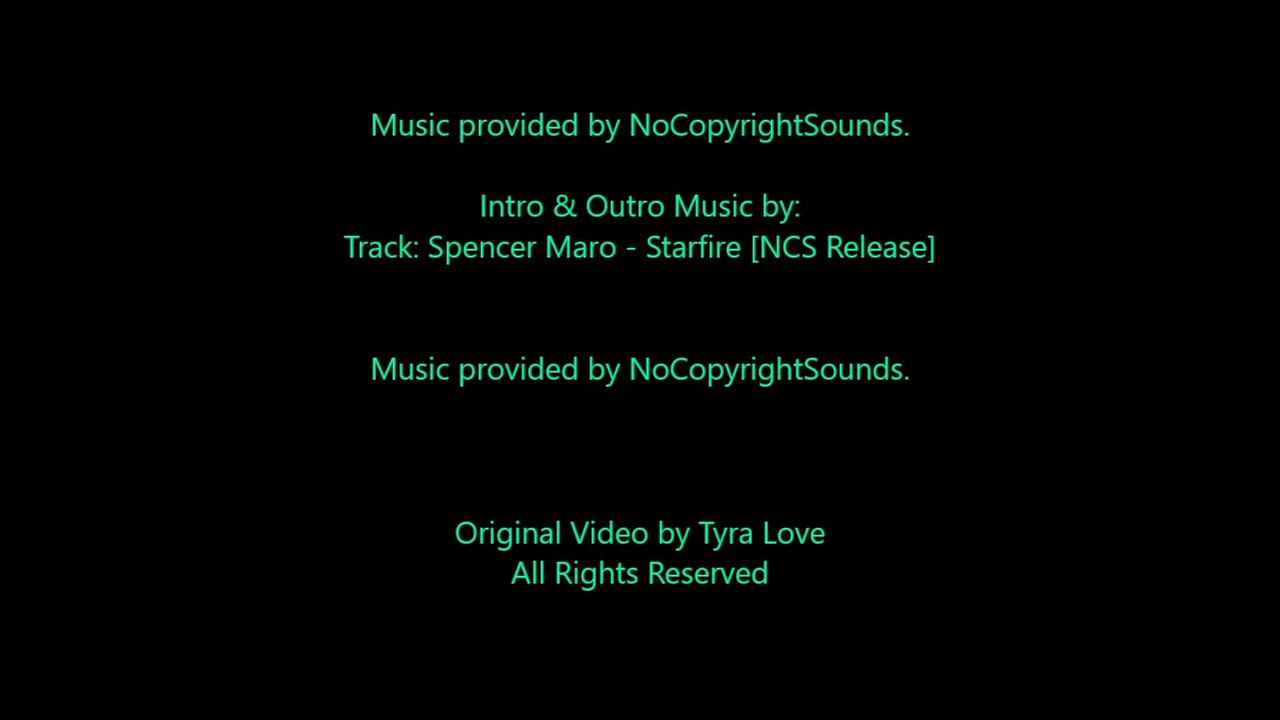 Music provided by NoCopyrightSounds.
Intro & Outro Music by:
Track: Spencer Maro - Starfire [NCS Release]
Music provided by NoCopyrightSounds.
Original Video by Tyra Love
All Rights Reserved